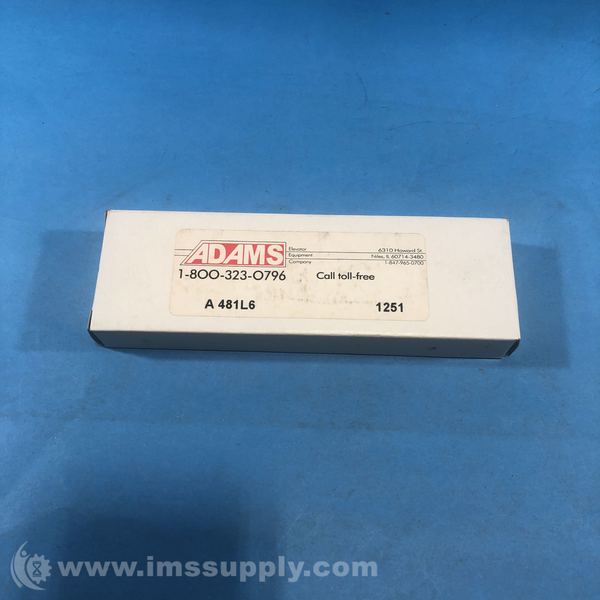 ADAMS
Elevator
Equipment
Company
6310 Howard St.
Niles, IL 60714-3480
1-847-965-0700
1-800-323-0796 Call toll-free
A 481L6 1251
www.imssupply.com